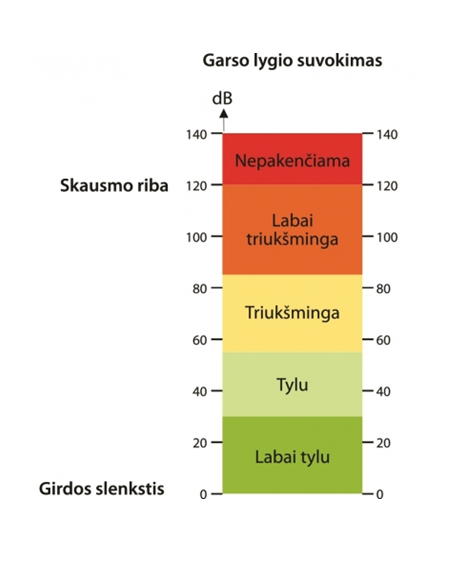 Garso lygio suvokimas
dB
140 140
Nepakenčiama
Skausmo riba 120 120
Labai
100 triukšminga 100
80 80
Triukšminga
60 60
Tylu
40 40
20 20
Labai tylu
Girdos slenkstis 0 0